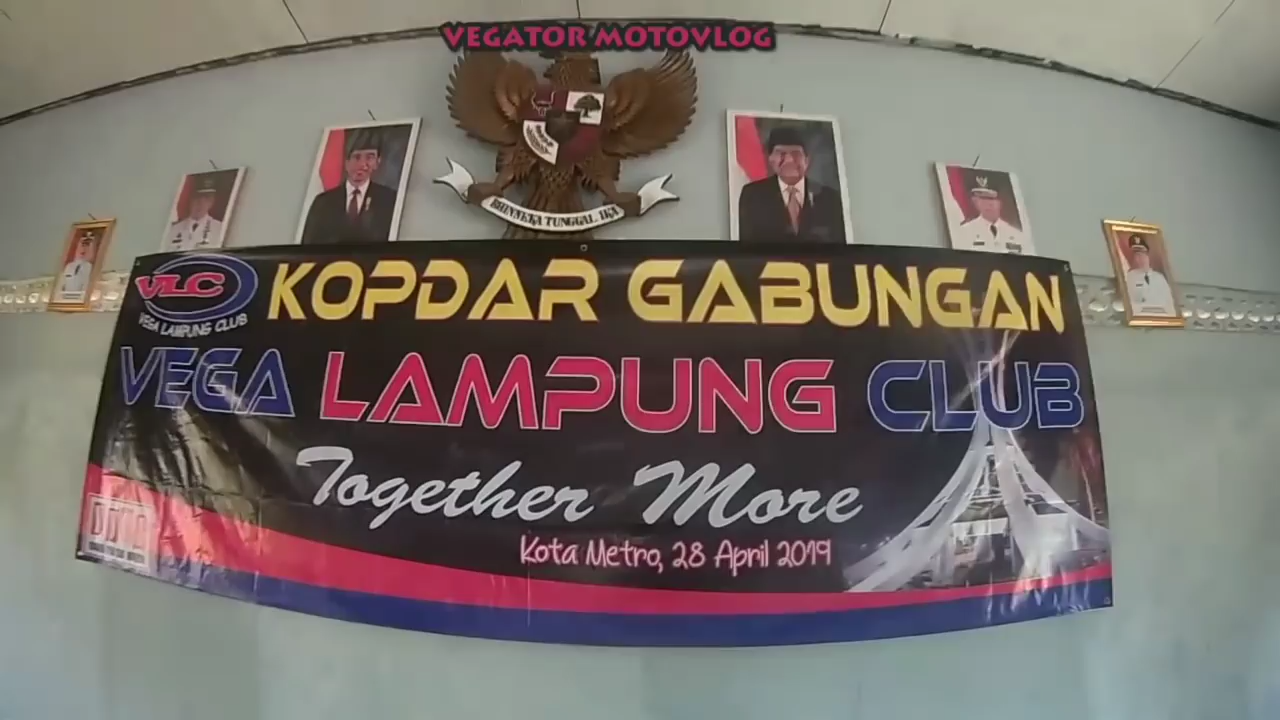 VEGATOR MOTOVLOG
BHINNEKA TUNGGAL IKA
VLC
VEGA LAMPUNG CLUB
KOPDAR GABUNGAN
VEGA LAMPUNG CLUB
Together More
Kota Metro, 28 April 2019